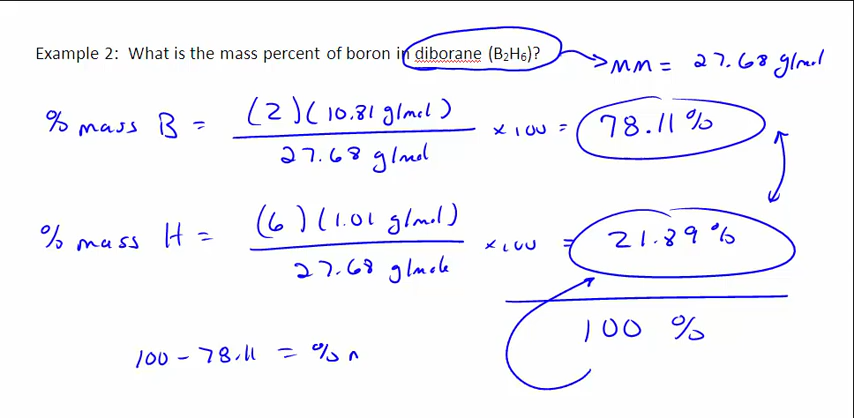 Example 2: What is the mass percent of boron in diborane (B₂H₆)?
MM = 27.68 g/mol
% mass B = (2)(10.81 g/mol) / 27.68 g/mol × 100 = 78.11%
% mass H = (6)(1.01 g/mol) / 27.68 g/mole × 100 = 21.89%
100 %
100 - 78.11 = %